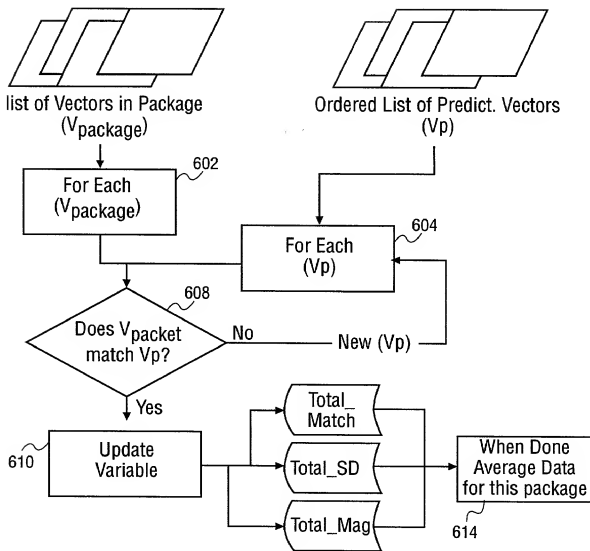 list of Vectors in Package
(Vpackage)
Ordered List of Predict. Vectors
(Vp)
602
For Each
(Vpackage)
604
For Each
(Vp)
608
Does Vpacket
match Vp?
No
New (Vp)
Yes
610
Update
Variable
Total_
Match
Total_SD
Total_Mag
When Done
Average Data
for this package
614